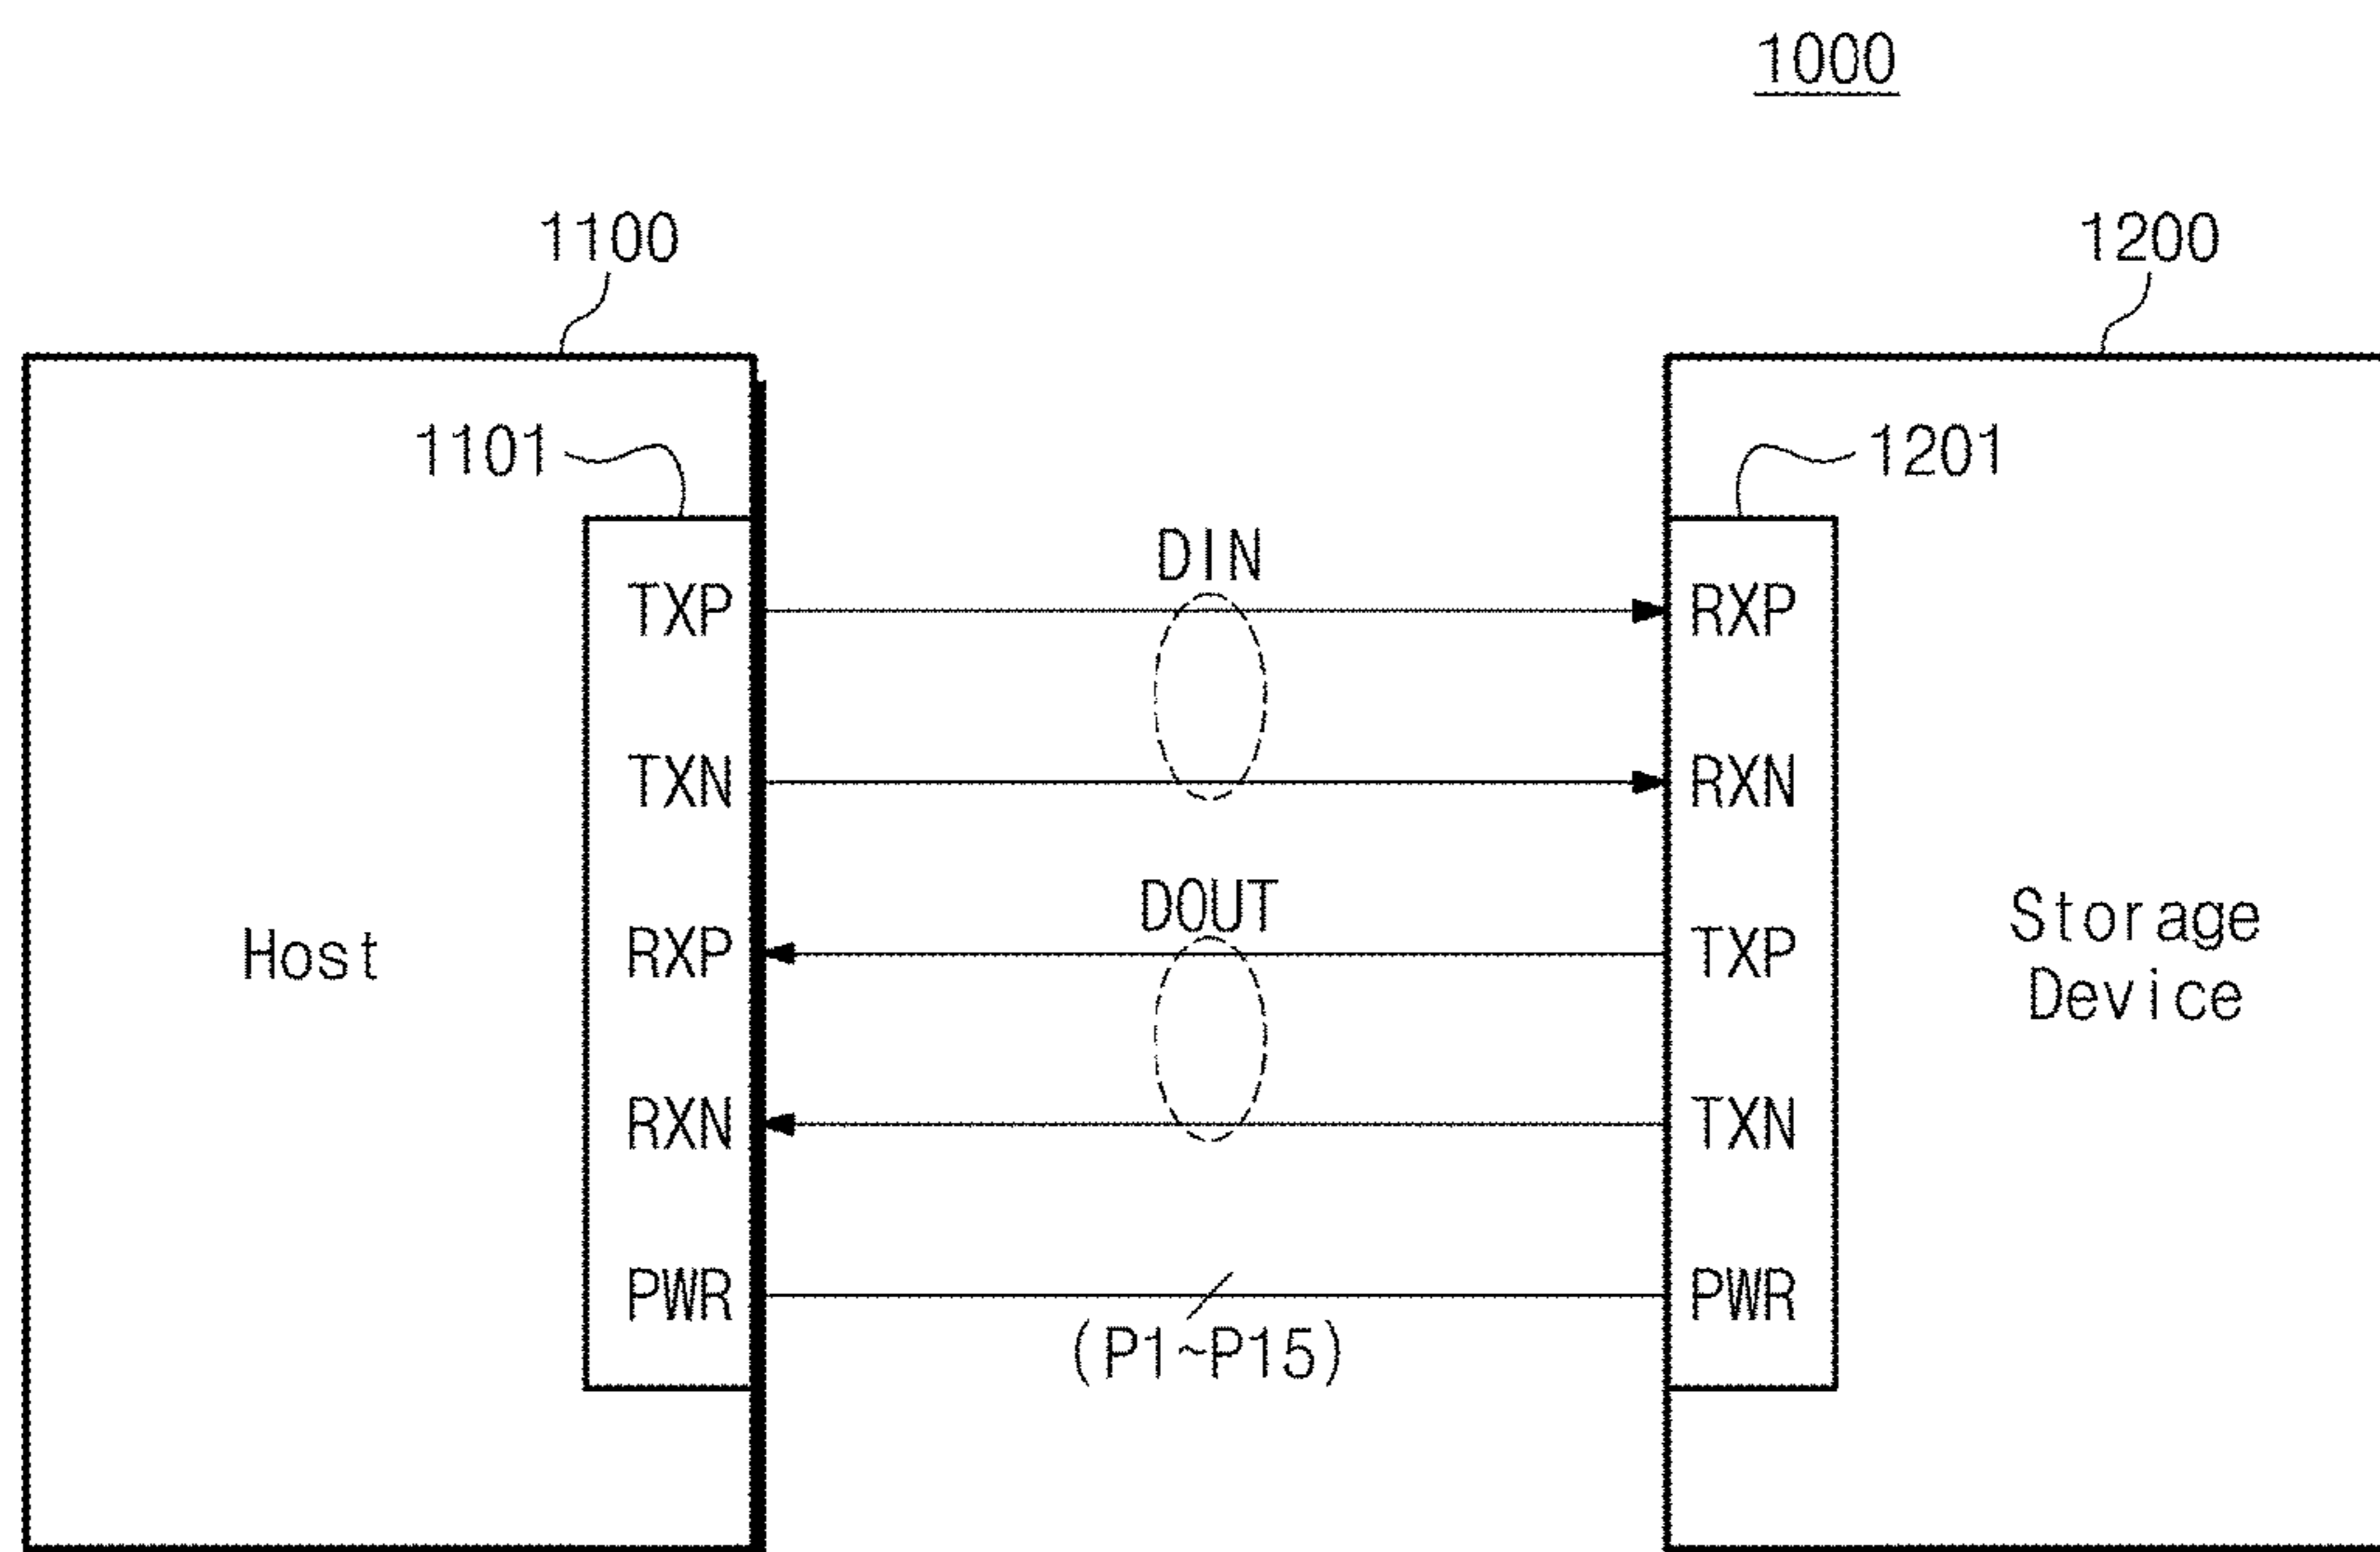 1000
1100
1200
1101
1201
DIN
TXP
RXP
TXN
RXN
DOUT
Host
RXP
TXP
Storage
Device
RXN
TXN
PWR
PWR
(P1~P15)